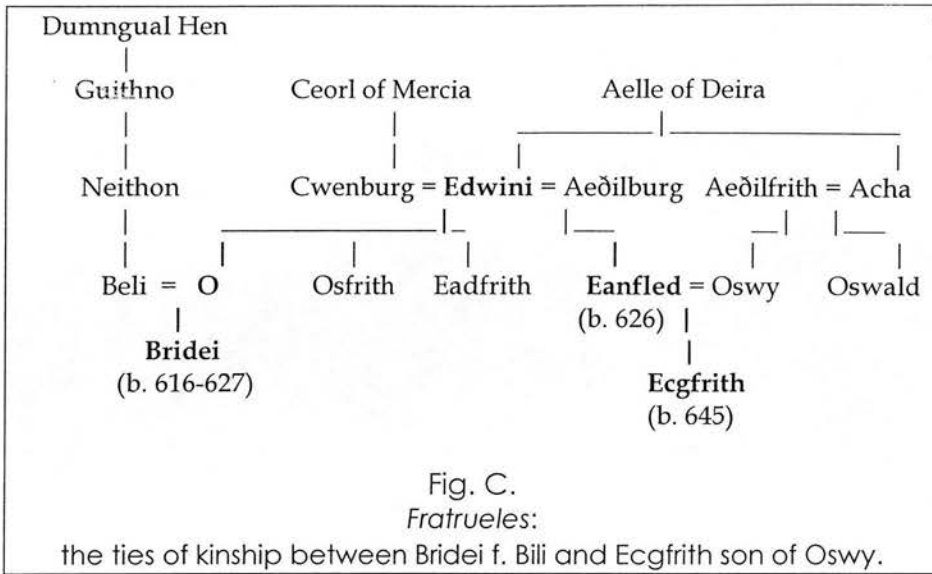 Dumngual Hen
Guithno Ceorl of Mercia Aelle of Deira
Neithon Cwenburg = Edwini = Aeðilburg Aeðilfrith = Acha
Beli = O Osfrith Eadfrith Eanfled = Oswy Oswald
(b. 626)
Bridei
(b. 616-627) Ecgfrith
(b. 645)
Fig. C.
Fratrueles:
the ties of kinship between Bridei f. Bili and Ecgfrith son of Oswy.